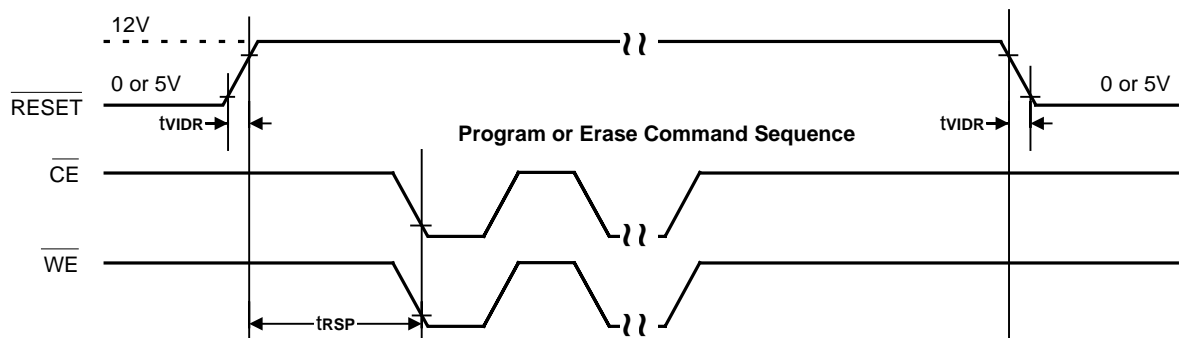 12V
0 or 5V
0 or 5V
RESET
tVIDR
tVIDR
Program or Erase Command Sequence
CE
WE
tRSP